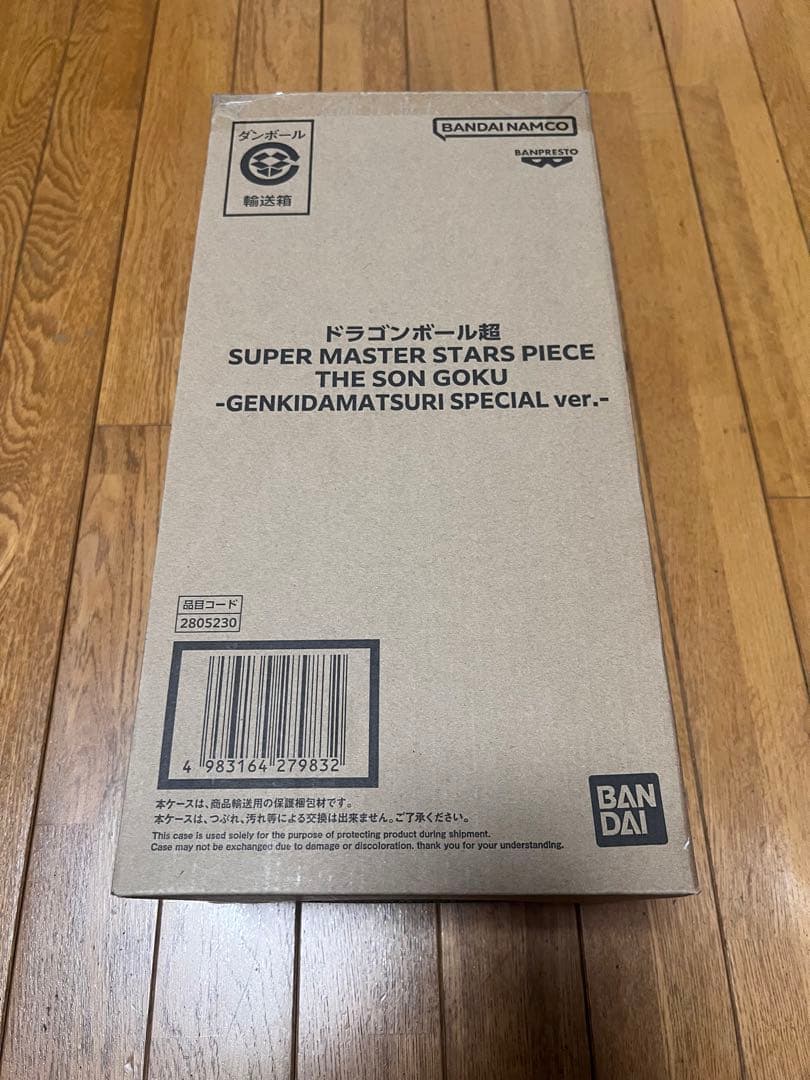 ダンボール
輸送箱
BANDAI NAMCO
BANPRESTO
ドラゴンボール超
SUPER MASTER STARS PIECE
THE SON GOKU
-GENKIDAMATSURI SPECIAL ver.-
品目コード
2805230
4 983164 279832
本ケースは、商品輸送用の保護梱包材です。
本ケースは、つぶれ、汚れ等による交換は出来ません。ご了承ください。
This case is used solely for the purpose of protecting product during shipment.
Case may not be exchanged due to damage or discoloration. thank you for your understanding.
BAN
DAI